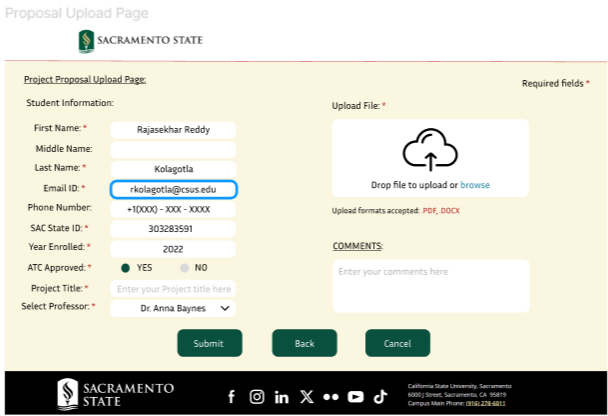 Proposal Upload Page
SACRAMENTO STATE
Project Proposal Upload Page:
Required fields *
Student Information:
First Name: * Rajasekhar Reddy
Middle Name:
Last Name: * Kolagotla
Email ID: * rkolagotla@csus.edu
Phone Number: +1(XXX) - XXX - XXXX
SAC State ID: * 303283591
Year Enrolled: * 2022
ATC Approved: * YES NO
Project Title: * Enter your Project title here
Select Professor: * Dr. Anna Baynes
Upload File: *
Drop file to upload or browse
Upload formats accepted: .PDF, .DOCX
COMMENTS:
Enter your comments here
Submit Back Cancel
SACRAMENTO
STATE
California State University, Sacramento
6000 J Street, Sacramento, CA 95819
Campus Main Phone: (916) 278-6011